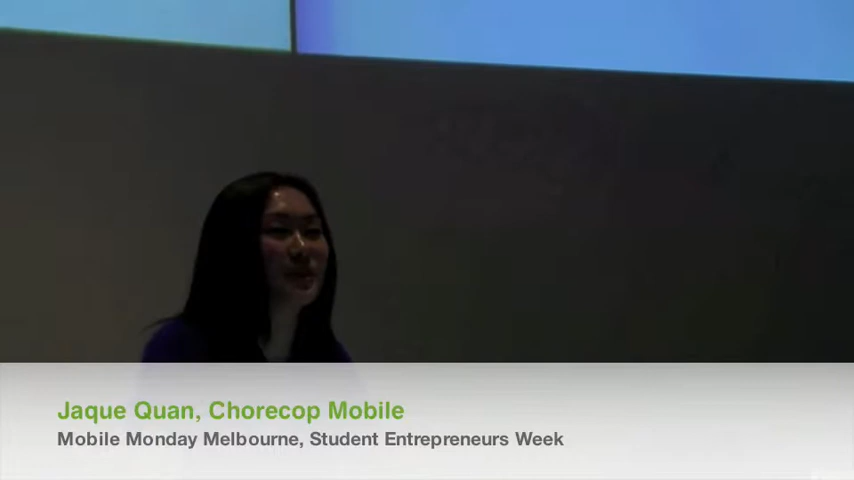 Jaque Quan, Chorecop Mobile
Mobile Monday Melbourne, Student Entrepreneurs Week